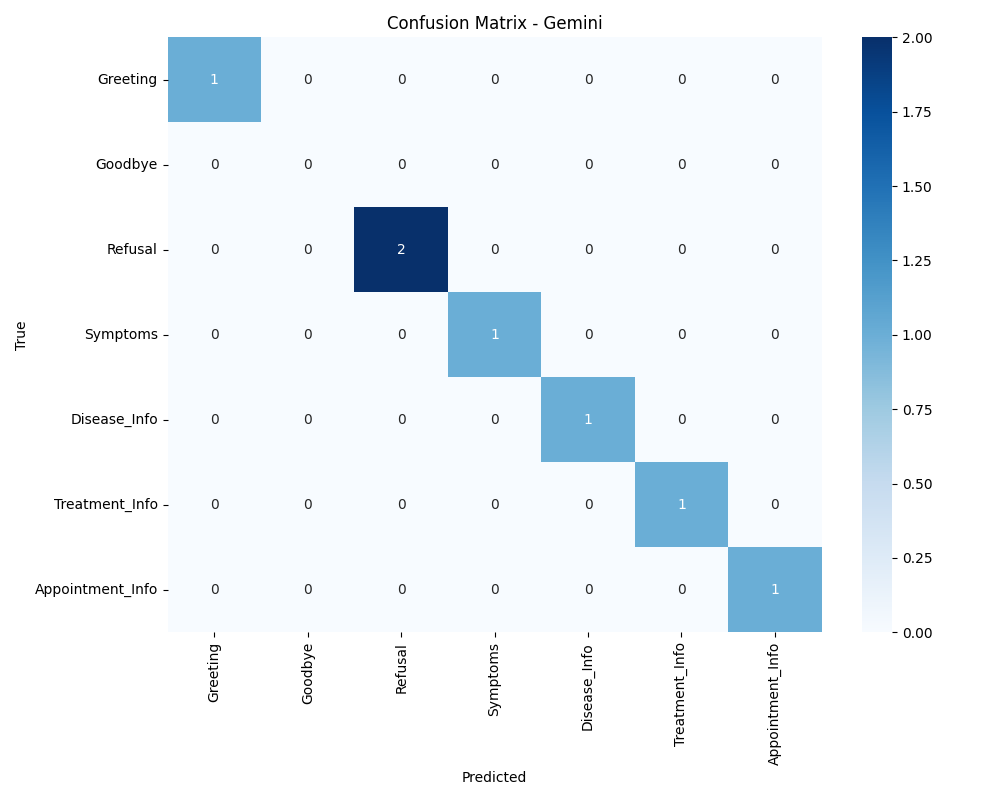 Confusion Matrix - Gemini
Greeting 1 0 0 0 0 0 0
Goodbye 0 0 0 0 0 0 0
Refusal 0 0 2 0 0 0 0
Symptoms 0 0 0 1 0 0 0
Disease_Info 0 0 0 0 1 0 0
Treatment_Info 0 0 0 0 0 1 0
Appointment_Info 0 0 0 0 0 0 1
True
Greeting
Goodbye
Refusal
Symptoms
Disease_Info
Treatment_Info
Appointment_Info
Predicted
2.00
1.75
1.50
1.25
1.00
0.75
0.50
0.25
0.00